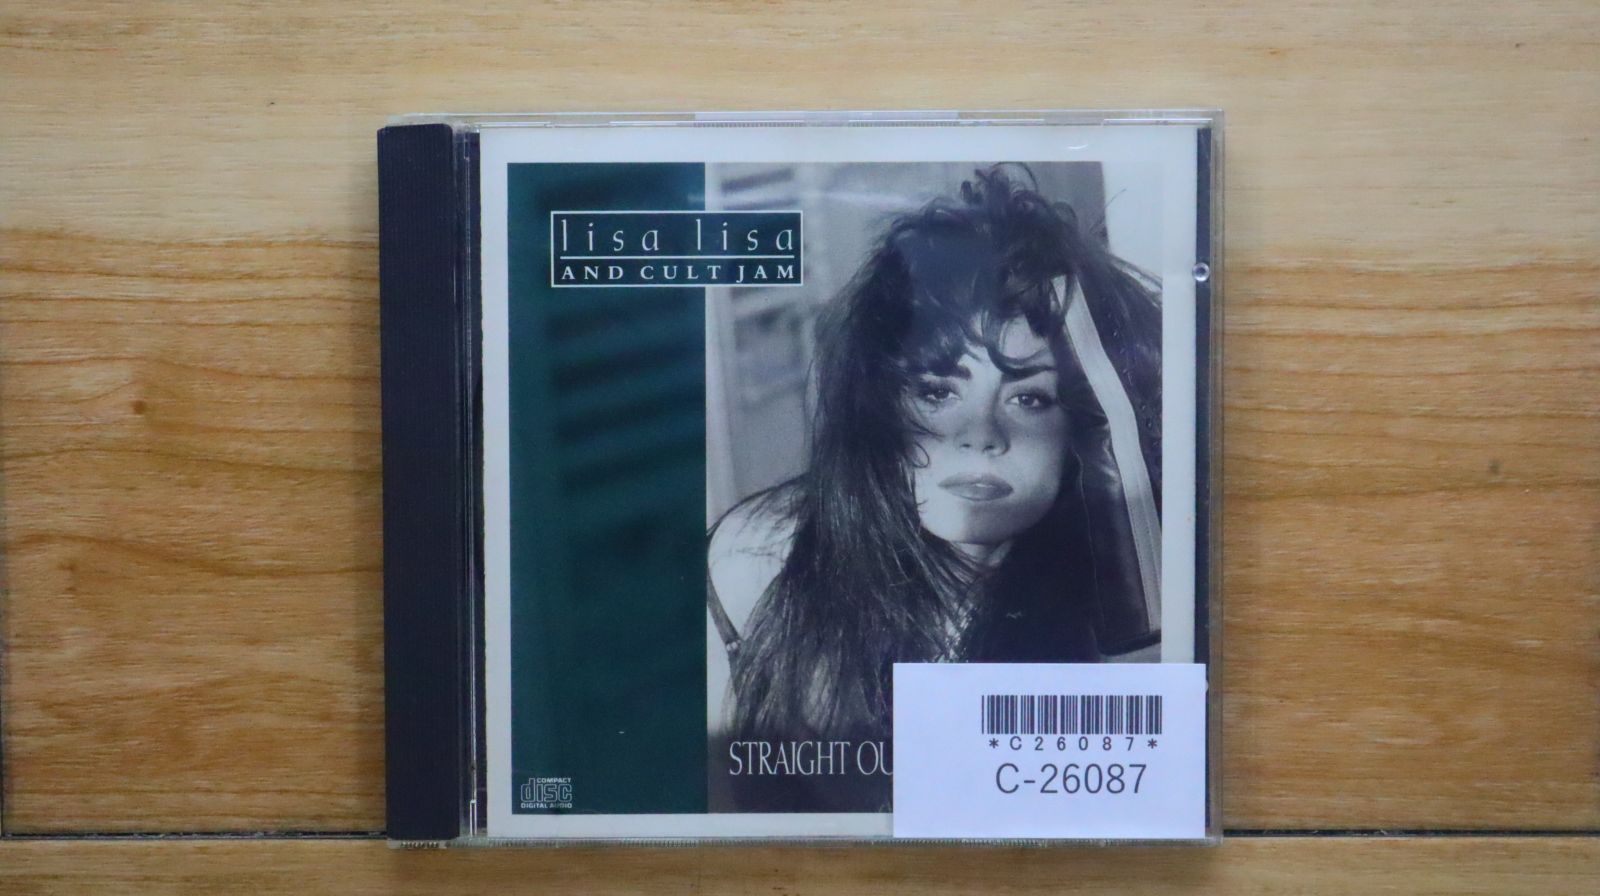 lisa lisa
AND CULT JAM
STRAIGHT OU
COMPACT
disc
DIGITAL AUDIO
*C26087*
C-26087